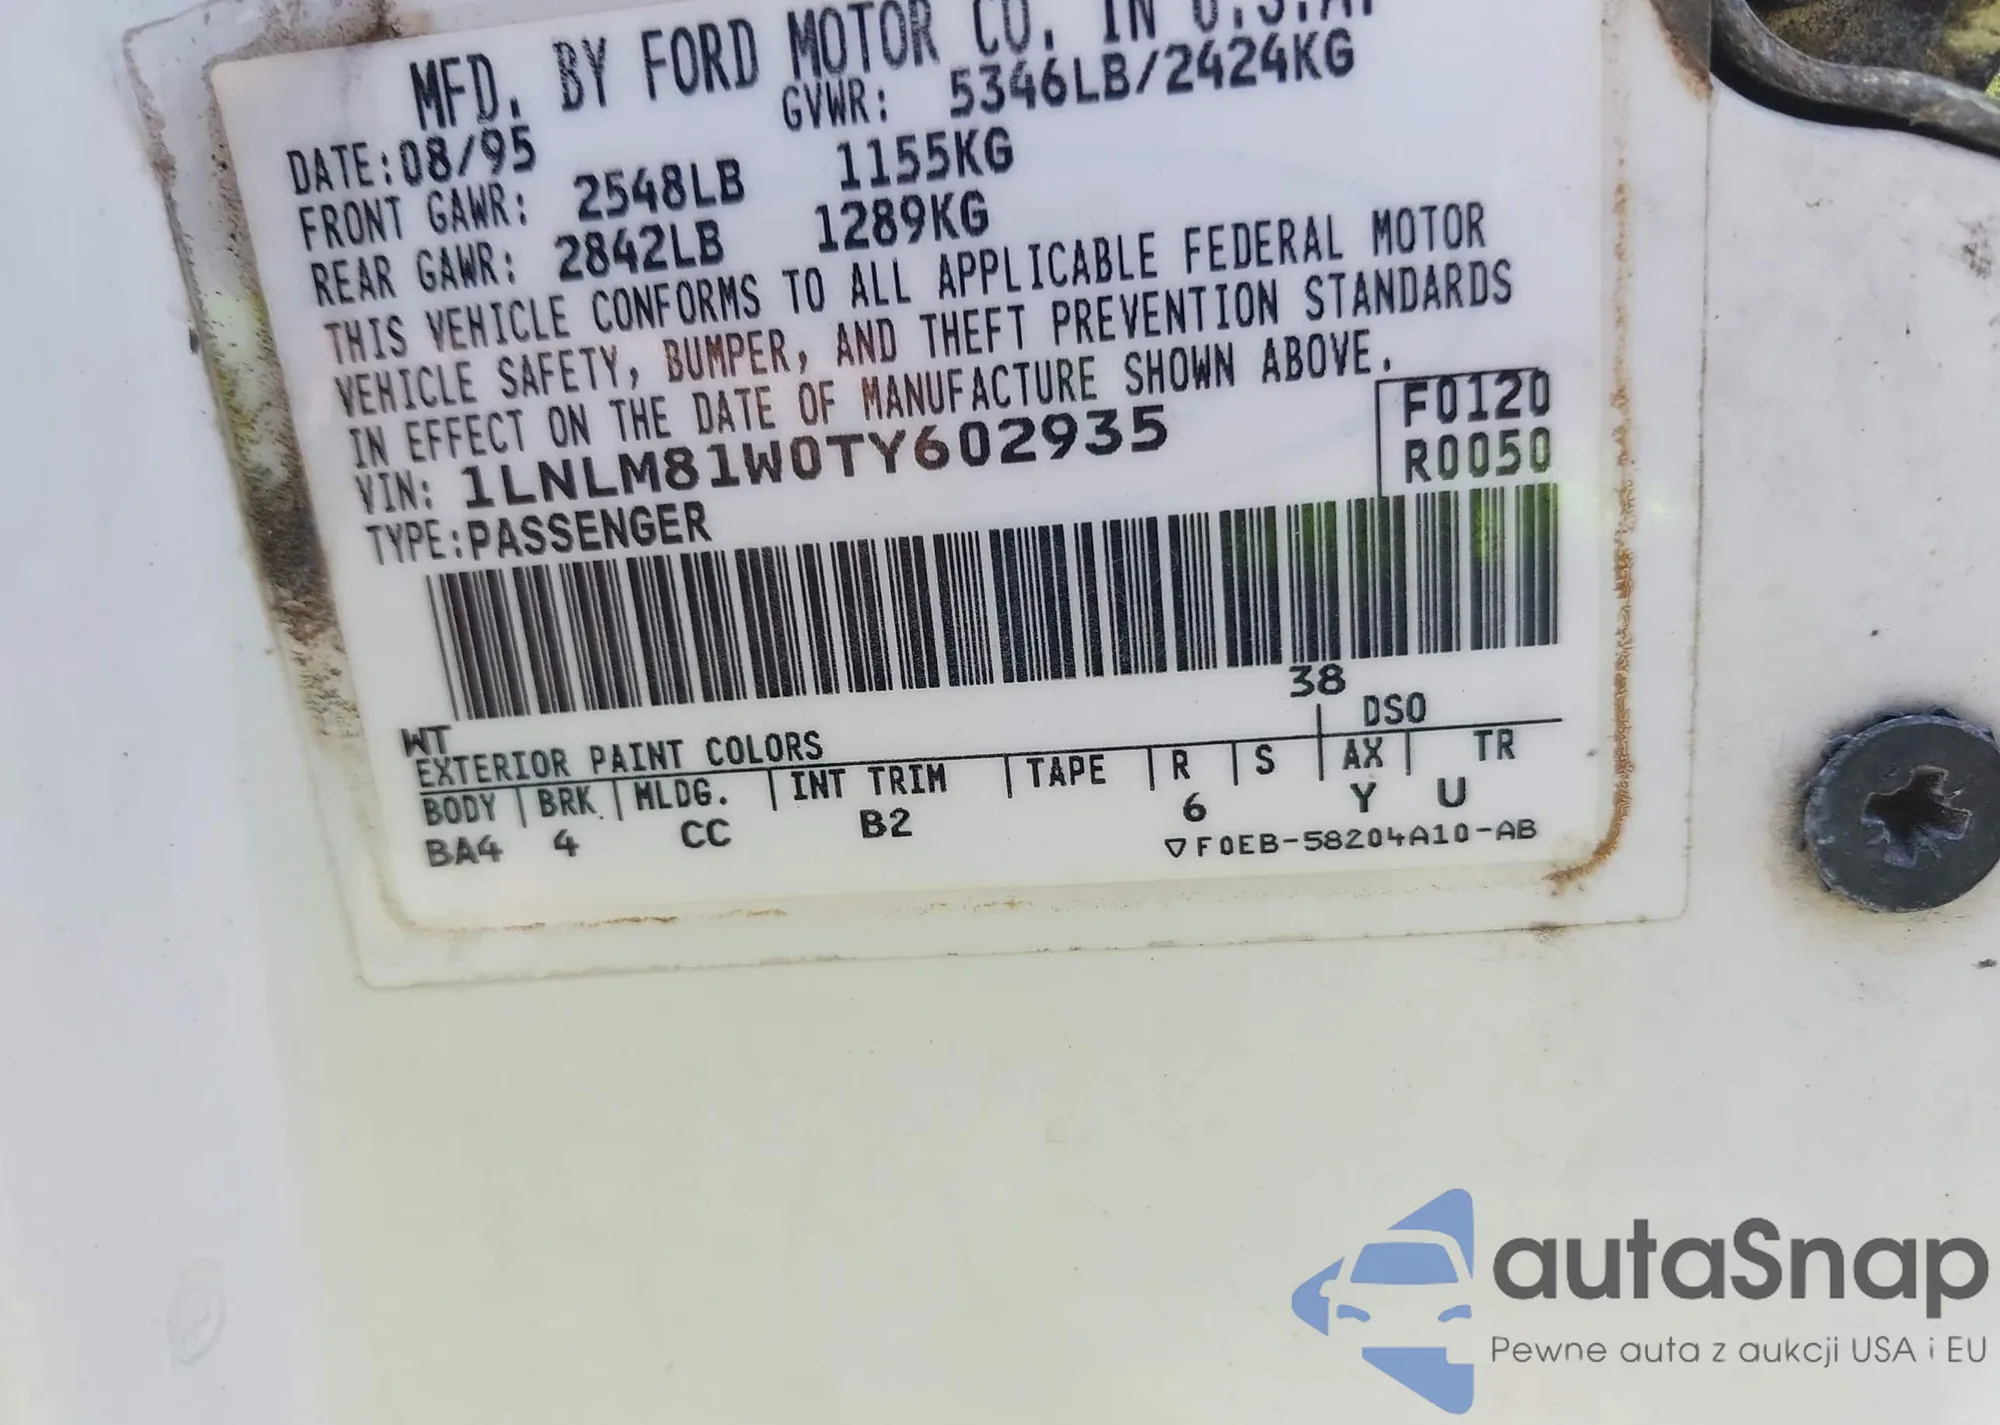 MFD. BY FORD MOTOR CO. IN U.S.A.
DATE:08/95 GVWR: 5346LB/2424KG
FRONT GAWR: 2548LB 1155KG
REAR GAWR: 2842LB 1289KG
THIS VEHICLE CONFORMS TO ALL APPLICABLE FEDERAL MOTOR
VEHICLE SAFETY, BUMPER, AND THEFT PREVENTION STANDARDS
IN EFFECT ON THE DATE OF MANUFACTURE SHOWN ABOVE.
VIN: 1LNLM81W0TY602935
F0120
R0050
TYPE:PASSENGER
38
WT DSO
EXTERIOR PAINT COLORS
BODY BRK. MLDG. INT TRIM TAPE R S AX TR
BA4 4 CC B2 6 Y U
▽F0EB-58204A10-AB
autaSnap
Pewne auta z aukcji USA i EU